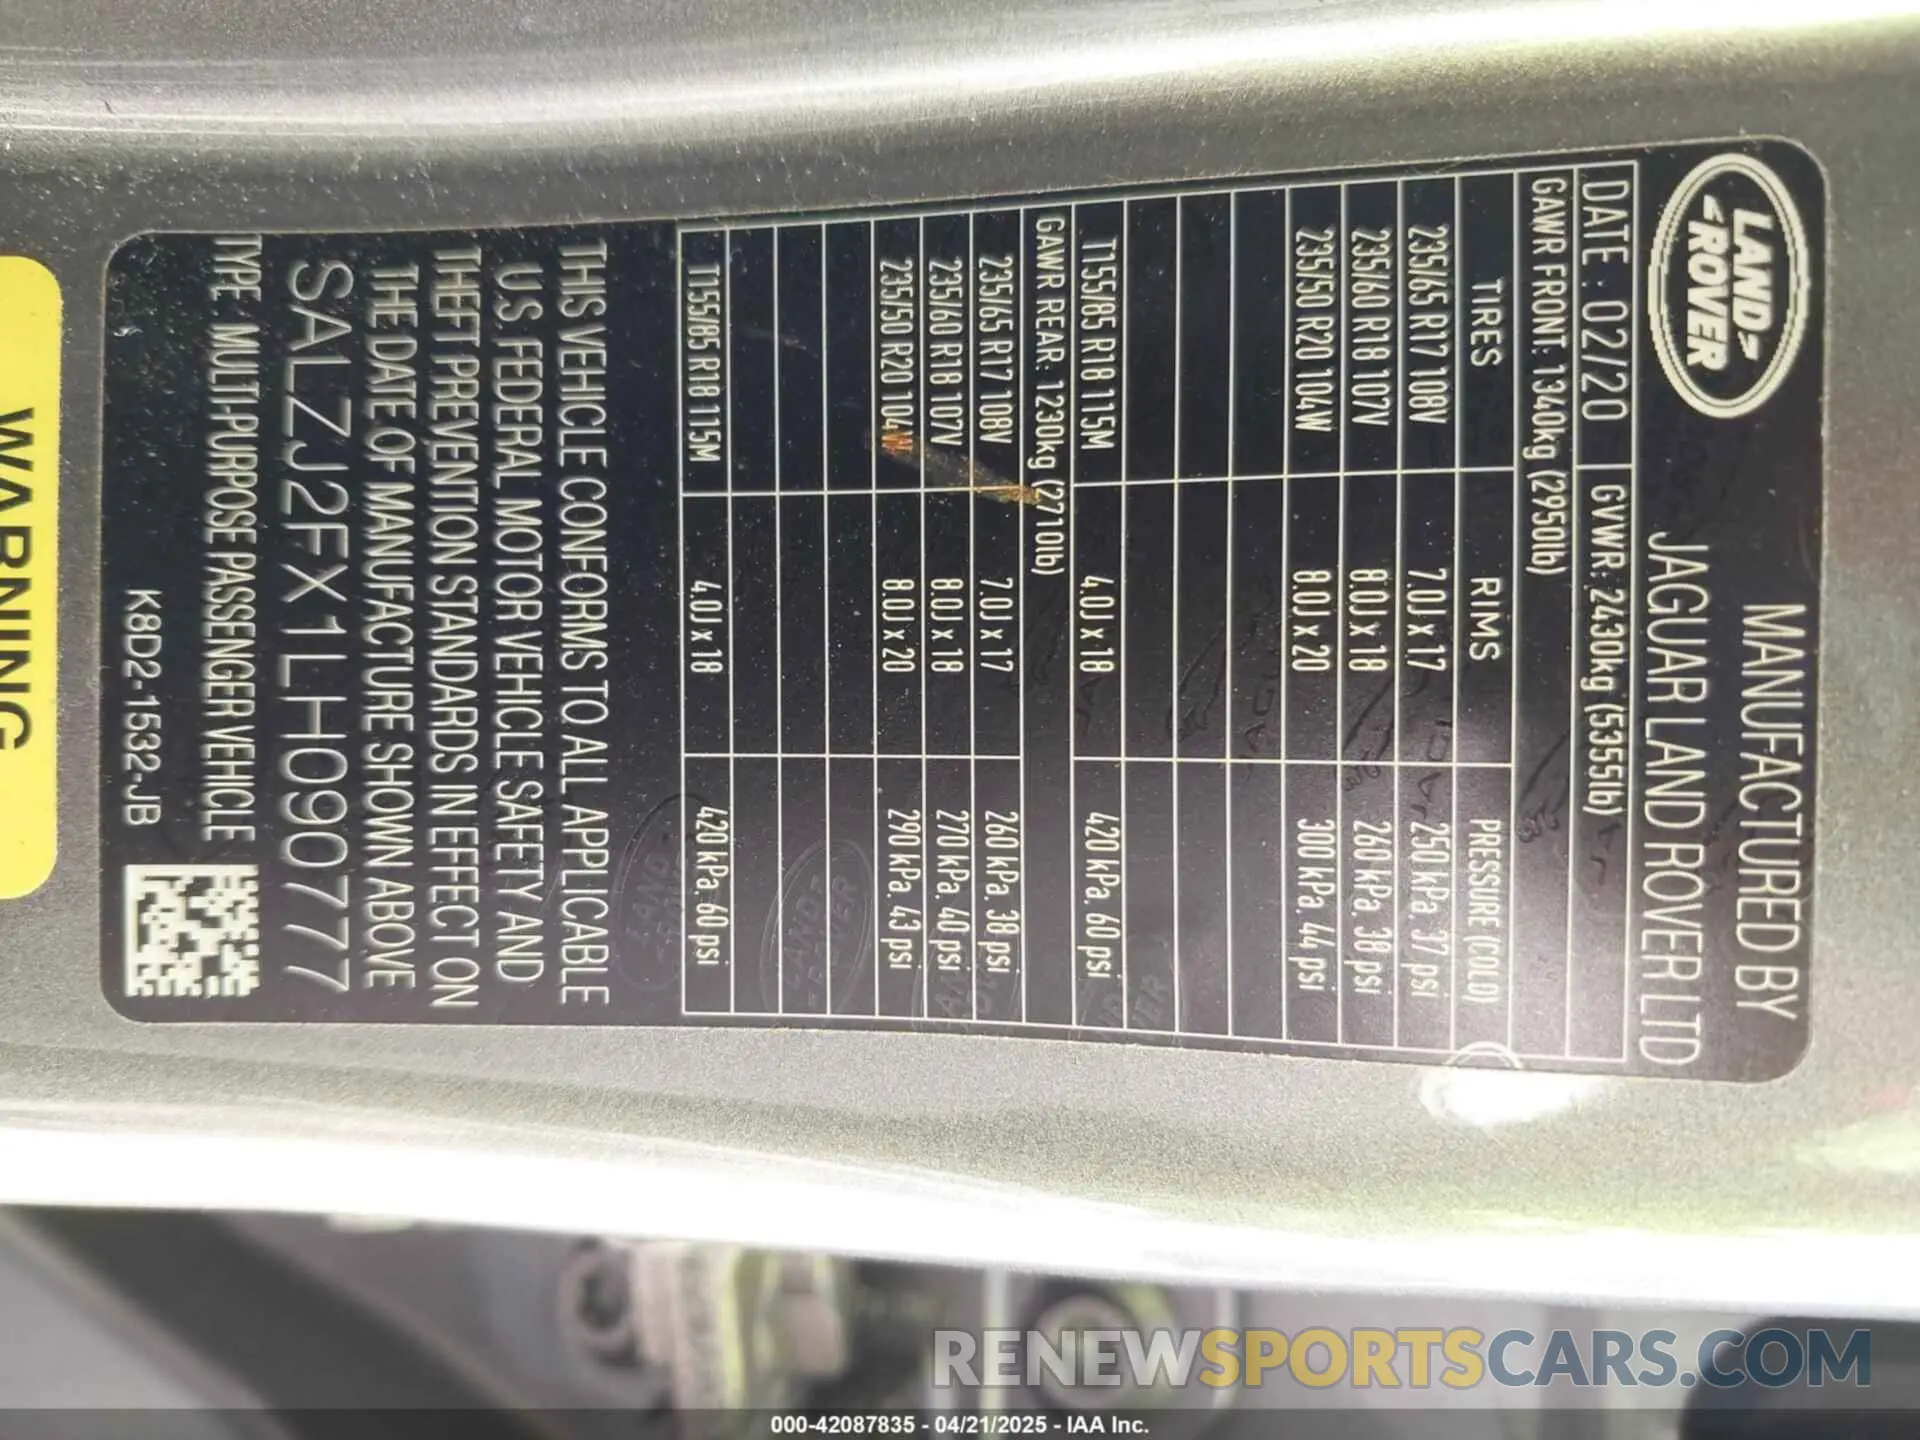 LAND
ROVER
MANUFACTURED BY
JAGUAR LAND ROVER LTD
DATE : 02/20 GVWR: 2430kg (5355lb)
GAWR FRONT: 1340kg (2950lb)
TIRES RIMS PRESSURE (COLD)
235/65 R17 108V 7.0J x 17 250 kPa, 37 psi
235/60 R18 107V 8.0J x 18 260 kPa, 38 psi
235/50 R20 104W 8.0J x 20 300 kPa, 44 psi
T155/85 R18 115M 4.0J x 18 420 kPa, 60 psi
GAWR REAR: 1230kg (2710lb)
235/65 R17 108V 7.0J x 17 260 kPa, 38 psi
235/60 R18 107V 8.0J x 18 270 kPa, 40 psi
235/50 R20 104W 8.0J x 20 290 kPa, 43 psi
T155/85 R18 115M 4.0J x 18 420 kPa, 60 psi
THIS VEHICLE CONFORMS TO ALL APPLICABLE
U.S. FEDERAL MOTOR VEHICLE SAFETY AND
THEFT PREVENTION STANDARDS IN EFFECT ON
THE DATE OF MANUFACTURE SHOWN ABOVE
SALZJ2FX1LH090777
TYPE: MULTI-PURPOSE PASSENGER VEHICLE
K8D2-1532-JB
WARNING
RENEWSPORTSCARS.COM
000-42087835 - 04/21/2025 - IAA Inc.